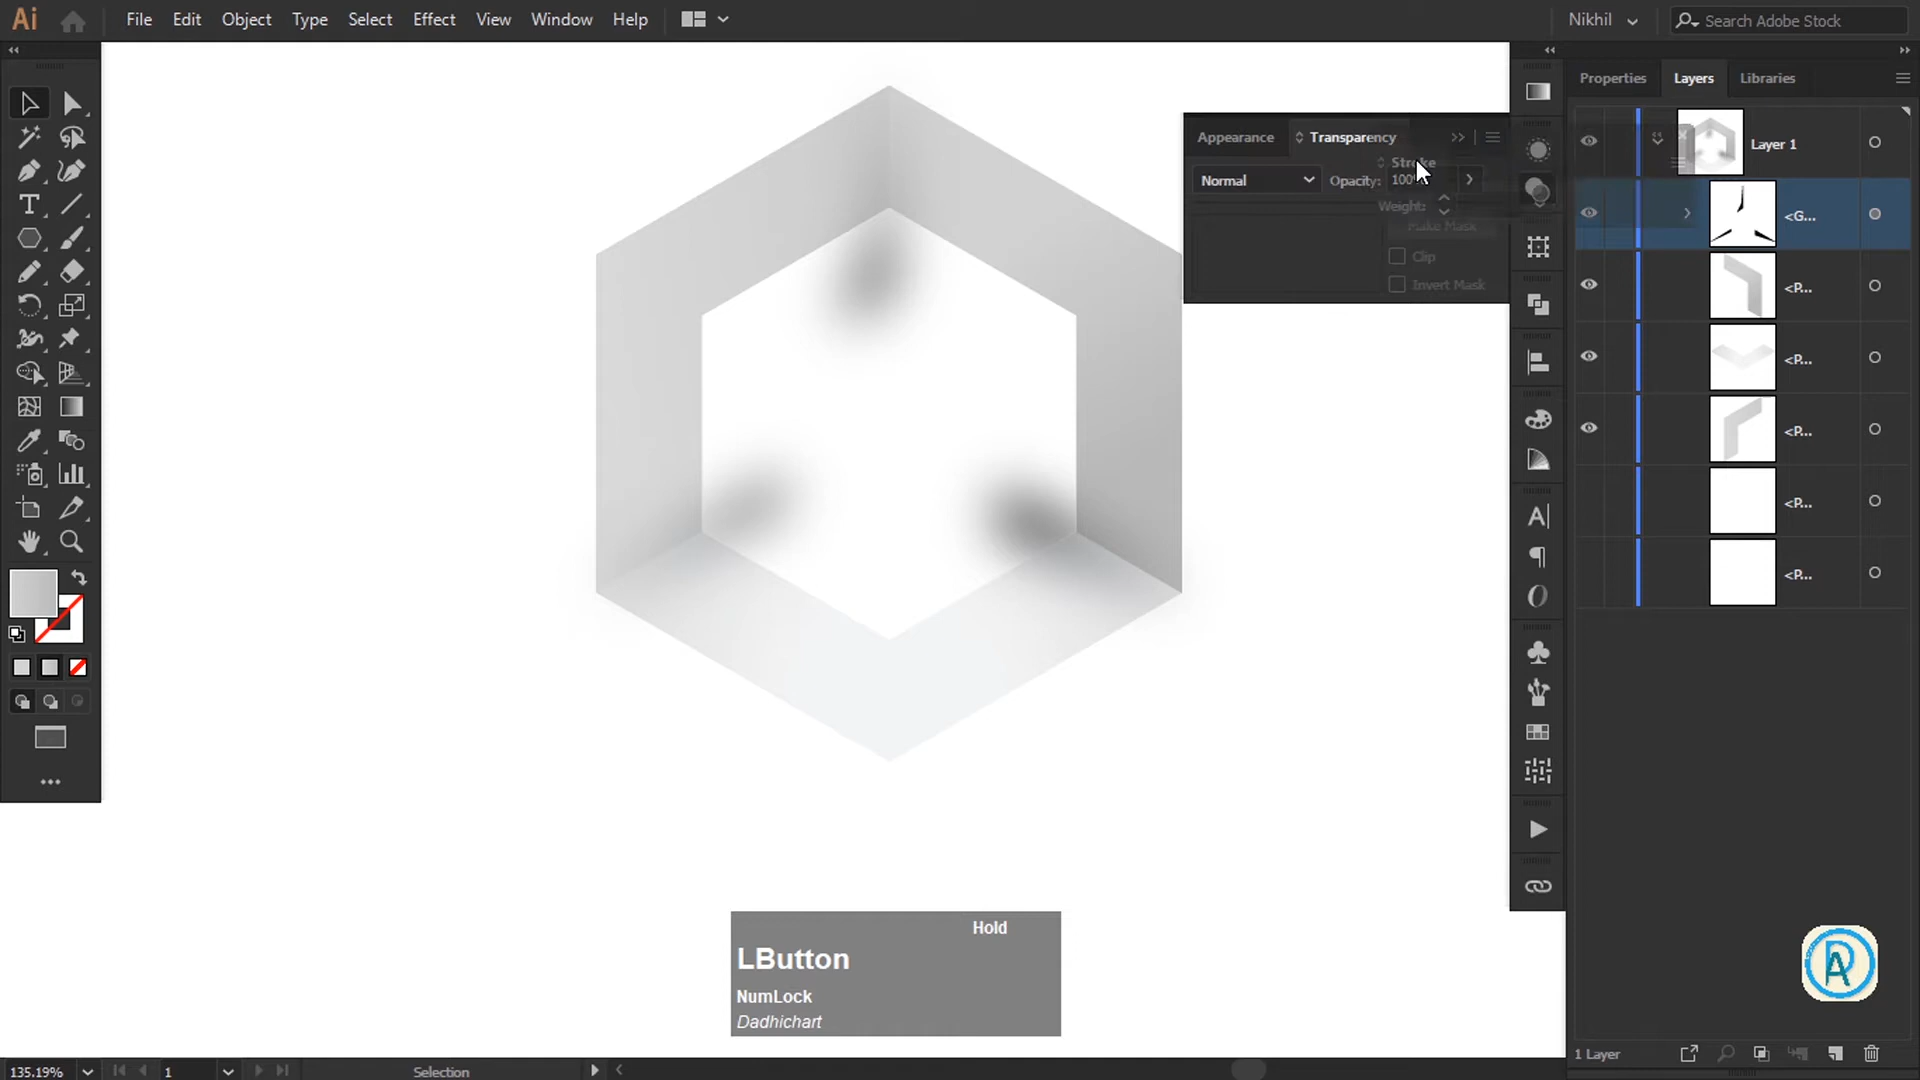 Ai File Edit Object Type Select Effect View Window Help Nikhil Search Adobe Stock
Properties Layers Libraries
Appearance Transparency
Stroke
Normal Opacity: 100%
Weight:
Make Mask
Clip
Invert Mask
Layer 1
<G...
<P...
<P...
<P...
<P...
<P...
Hold
LButton
NumLock
Dadhichart
1 Layer
135.19% 1 Selection